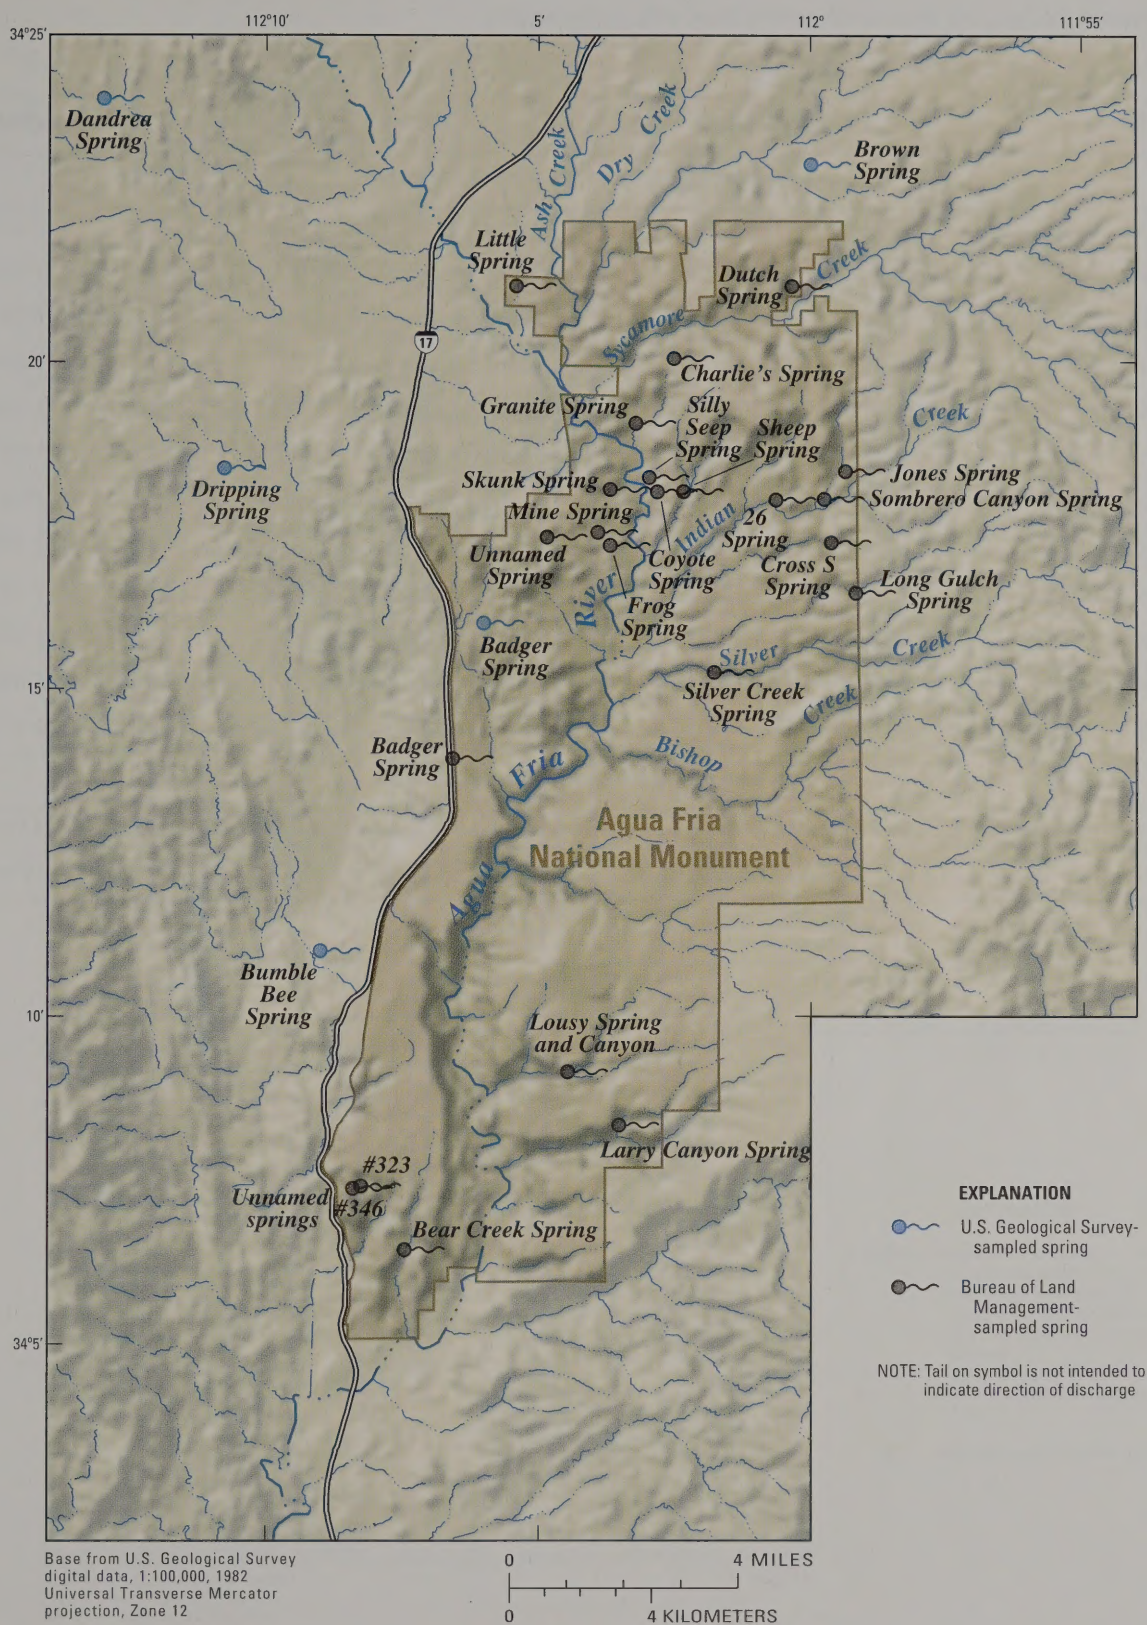 112°10'
5'
112°
111°55'
34°25'
Dandrea
Spring
Creek
Dry
Ash Creek
Brown
Spring
Little
Spring
Dutch
Spring
Creek
Sycamore
17
20'
Charlie's Spring
Granite Spring
Silly
Seep
Spring
Sheep
Spring
Creek
Dripping
Spring
Skunk Spring
Jones Spring
Sombrero Canyon Spring
Mine Spring
Indian
26
Spring
Unnamed
Spring
Coyote
Spring
Cross S
Spring
Long Gulch
Spring
River
Frog
Spring
Badger
Spring
Silver
Creek
15'
Silver Creek
Spring
Creek
Badger
Spring
Bishop
Fria
Agua Fria
National Monument
Agua
Bumble
Bee
Spring
10'
Lousy Spring
and Canyon
Larry Canyon Spring
#323
Unnamed
springs
#346
Bear Creek Spring
34°5'
EXPLANATION
U.S. Geological Survey-
sampled spring
Bureau of Land
Management-
sampled spring
NOTE: Tail on symbol is not intended to
indicate direction of discharge
Base from U.S. Geological Survey
digital data, 1:100,000, 1982
Universal Transverse Mercator
projection, Zone 12
0
4 MILES
0
4 KILOMETERS